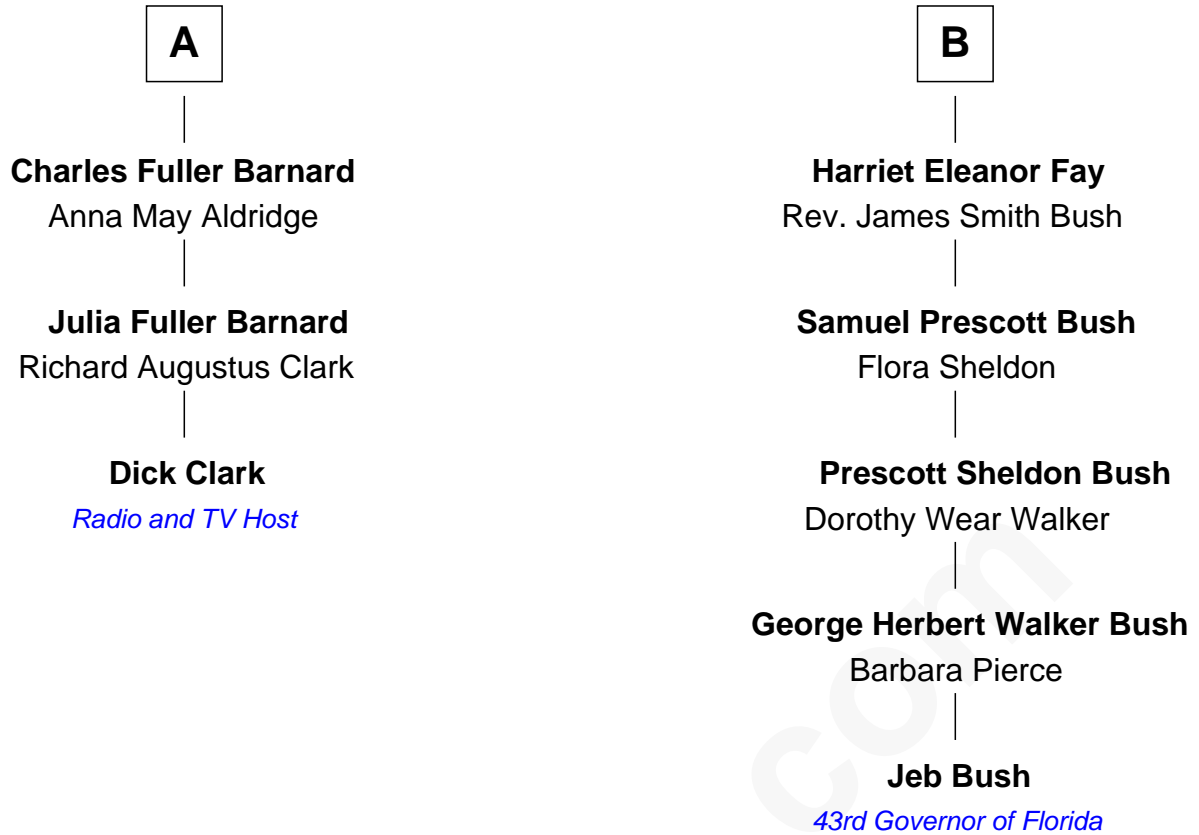 A
Charles Fuller Barnard
Anna May Aldridge
Julia Fuller Barnard
Richard Augustus Clark
Dick Clark
Radio and TV Host
B
Harriet Eleanor Fay
Rev. James Smith Bush
Samuel Prescott Bush
Flora Sheldon
Prescott Sheldon Bush
Dorothy Wear Walker
George Herbert Walker Bush
Barbara Pierce
Jeb Bush
43rd Governor of Florida
com